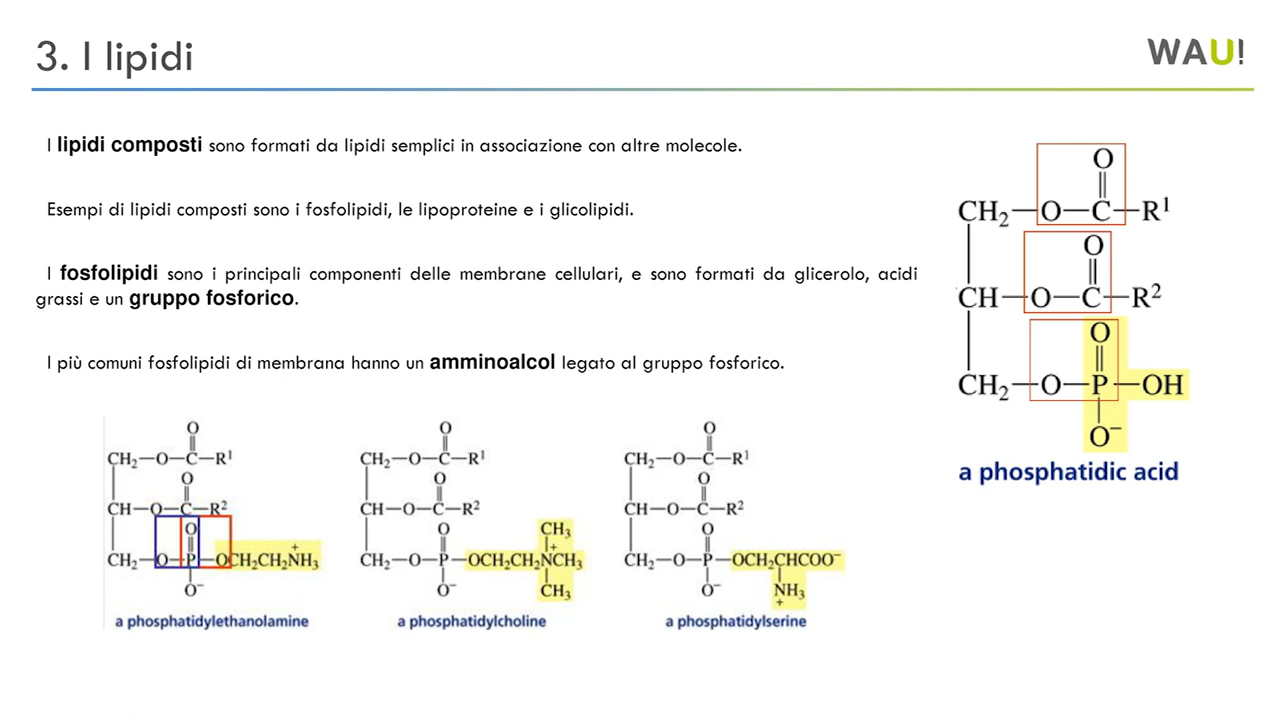 3. I lipidi
WAU!
I lipidi composti sono formati da lipidi semplici in associazione con altre molecole.
Esempi di lipidi composti sono i fosfolipidi, le lipoproteine e i glicolipidi.
I fosfolipidi sono i principali componenti delle membrane cellulari, e sono formati da glicerolo, acidi
grassi e un gruppo fosforico.
I più comuni fosfolipidi di membrana hanno un amminoalcol legato al gruppo fosforico.
O
CH₂—O—C—R¹
O
CH—O—C—R²
O
CH₂—O—P—OH
O⁻
a phosphatidic acid
O
CH₂—O—C—R¹
O
CH—O—C—R²
O
CH₂—O—P—OCH₂CH₂NH₃
+
O⁻
a phosphatidylethanolamine
O
CH₂—O—C—R¹
O
CH—O—C—R²
O CH₃
+
CH₂—O—P—OCH₂CH₂NCH₃
O⁻ CH₃
a phosphatidylcholine
O
CH₂—O—C—R¹
O
CH—O—C—R²
O
CH₂—O—P—OCH₂CHCOO⁻
O⁻ NH₃
+
a phosphatidylserine